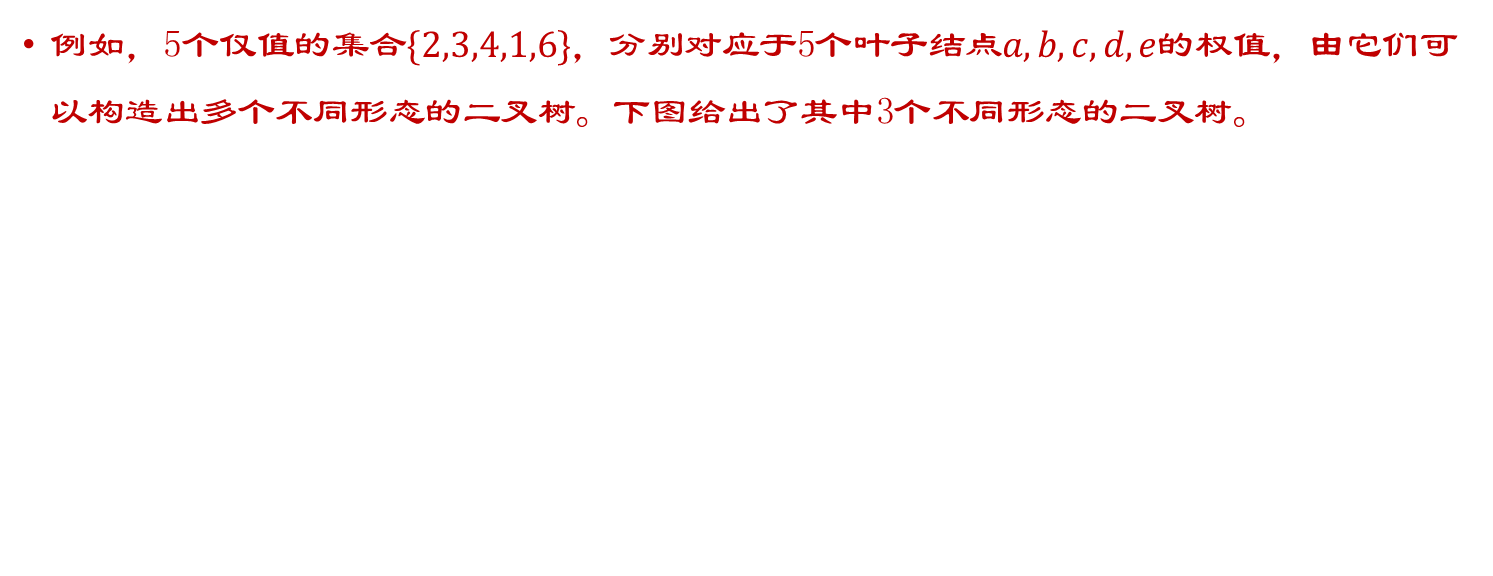 • 例如，5个仅值的集合{2,3,4,1,6}，分别对应于5个叶子结点a, b, c, d, e的权值，由它们可
以构造出多个不同形态的二叉树。下图给出了其中3个不同形态的二叉树。